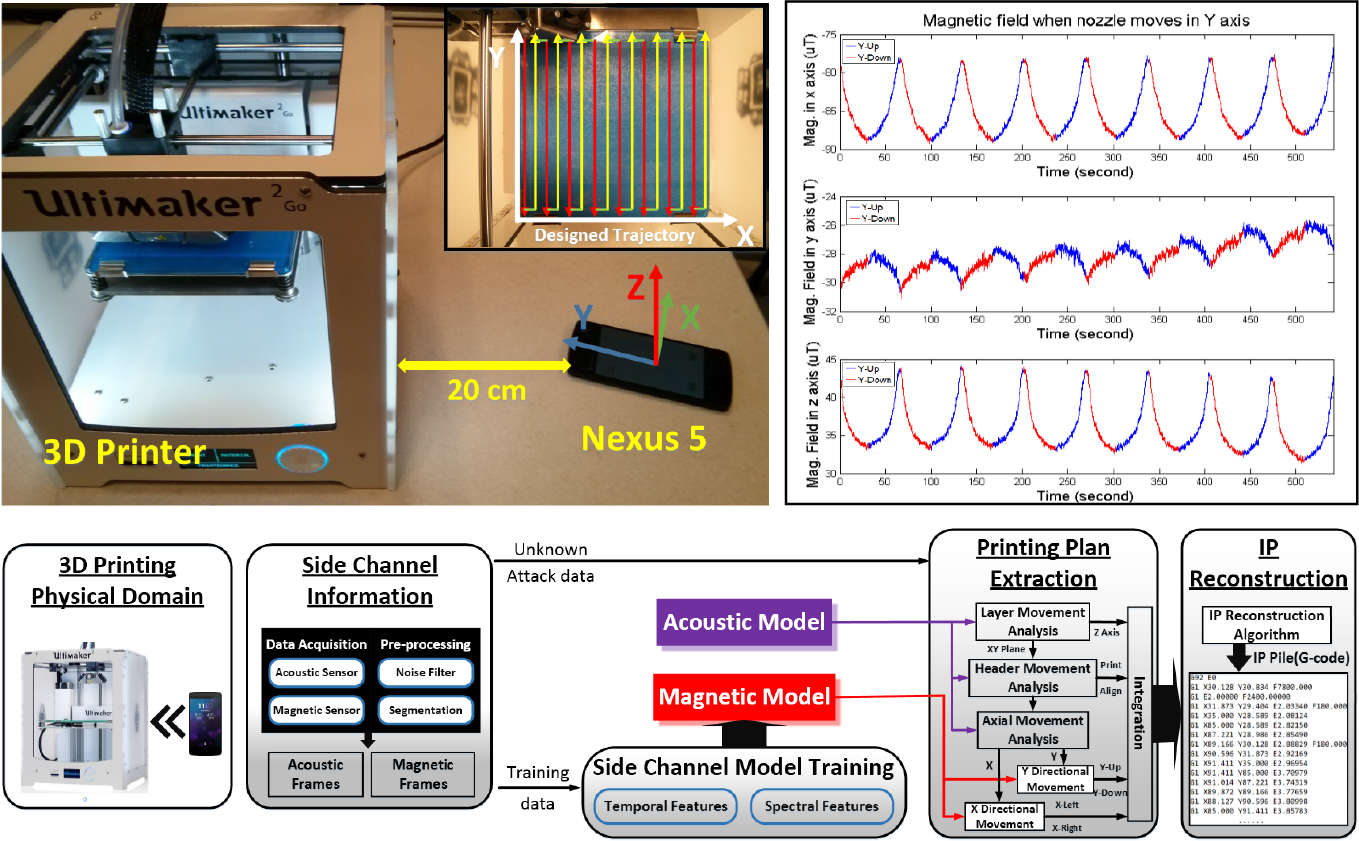 Ultimaker 2 Go
Ultimaker 2 Go
Y
X
Designed Trajectory
Z
X
Y
20 cm
3D Printer
Nexus 5
Magnetic field when nozzle moves in Y axis
Mag. in x axis (uT)
-75
-80
-85
-90
Y-Up
Y-Down
0 50 100 150 200 250 300 350 400 450 500
Time (second)
Mag. Field in y axis (uT)
-24
-26
-28
-30
-32
Y-Up
Y-Down
0 50 100 150 200 250 300 350 400 450 500
Time (second)
Mag. Field in z axis (uT)
45
40
35
30
Y-Up
Y-Down
0 50 100 150 200 250 300 350 400 450 500
Time (second)
3D Printing
Physical Domain
Ultimaker
Side Channel
Information
Data Acquisition
Pre-processing
Acoustic Sensor
Noise Filter
Magnetic Sensor
Segmentation
Acoustic
Frames
Magnetic
Frames
Unknown
Attack data
Training
data
Acoustic Model
Magnetic Model
Side Channel Model Training
Temporal Features
Spectral Features
Printing Plan
Extraction
Layer Movement
Analysis
Z Axis
XY Plane
Header Movement
Analysis
Print
Align
Axial Movement
Analysis
X
Y
Y Directional
Movement
Y-Up
Y-Down
X Directional
Movement
X-Left
X-Right
Integration
IP
Reconstruction
IP Reconstruction
Algorithm
IP Pile(G-code)
G92 E0
G1 X30.128 Y30.834 F7800.000
G1 E2.00000 F2400.00000
G1 X31.873 Y29.404 E2.03340 F180.000
G1 X35.000 Y28.589 E2.08124
G1 X85.000 Y28.589 E2.82150
G1 X87.221 Y28.986 E2.85490
G1 X89.166 Y30.128 E2.88829 F180.000
G1 X90.596 Y31.873 E2.92169
G1 X91.411 Y35.000 E2.96954
G1 X91.411 Y85.000 E3.70979
G1 X91.014 Y87.221 E3.74319
G1 X89.872 Y89.166 E3.77659
G1 X88.127 Y90.596 E3.80998
G1 X85.000 Y91.411 E3.85783
......